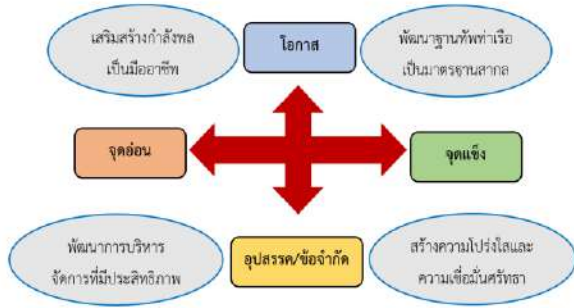 เสริมสร้างกำลังพล
เป็นมืออาชีพ
โอกาส
พัฒนาฐานทัพท่าเรือ
เป็นมาตรฐานสากล
จุดอ่อน
จุดแข็ง
พัฒนาการบริหาร
จัดการที่มีประสิทธิภาพ
อุปสรรค/ข้อจำกัด
สร้างความโปร่งใสและ
ความเชื่อมั่นศรัทธา